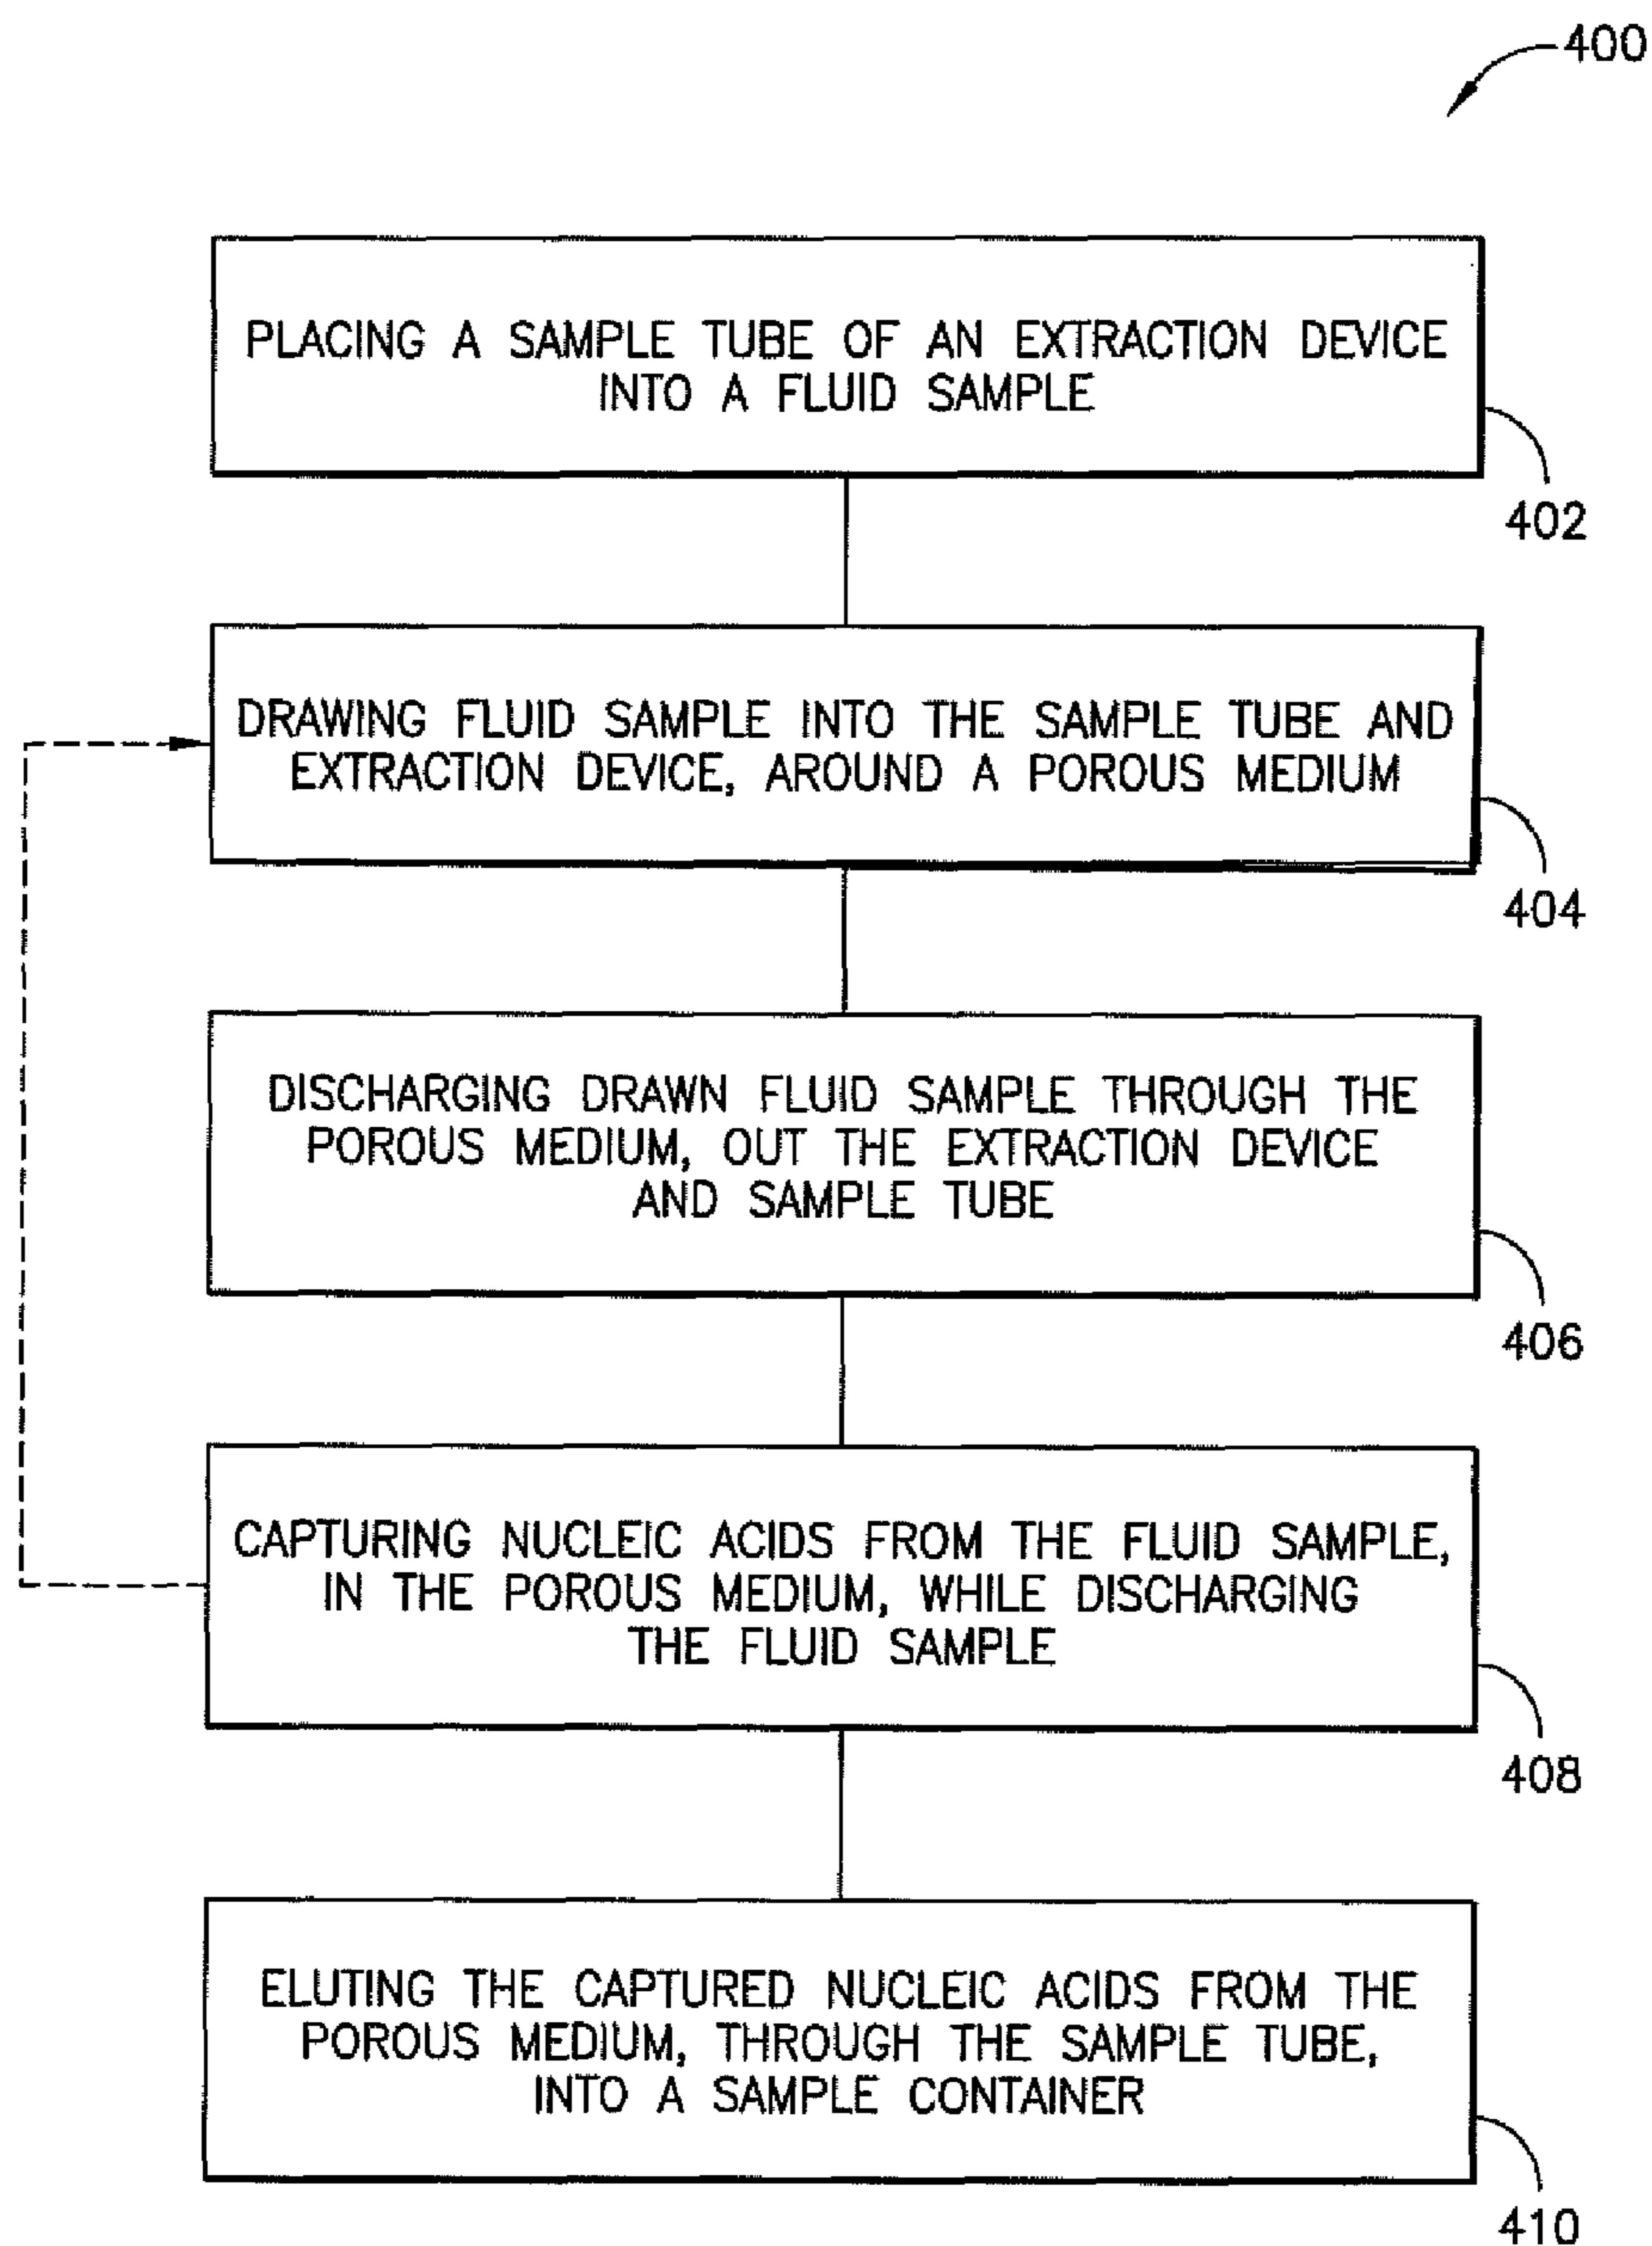 400
PLACING A SAMPLE TUBE OF AN EXTRACTION DEVICE
INTO A FLUID SAMPLE
402
DRAWING FLUID SAMPLE INTO THE SAMPLE TUBE AND
EXTRACTION DEVICE, AROUND A POROUS MEDIUM
404
DISCHARGING DRAWN FLUID SAMPLE THROUGH THE
POROUS MEDIUM, OUT THE EXTRACTION DEVICE
AND SAMPLE TUBE
406
CAPTURING NUCLEIC ACIDS FROM THE FLUID SAMPLE,
IN THE POROUS MEDIUM, WHILE DISCHARGING
THE FLUID SAMPLE
408
ELUTING THE CAPTURED NUCLEIC ACIDS FROM THE
POROUS MEDIUM, THROUGH THE SAMPLE TUBE,
INTO A SAMPLE CONTAINER
410